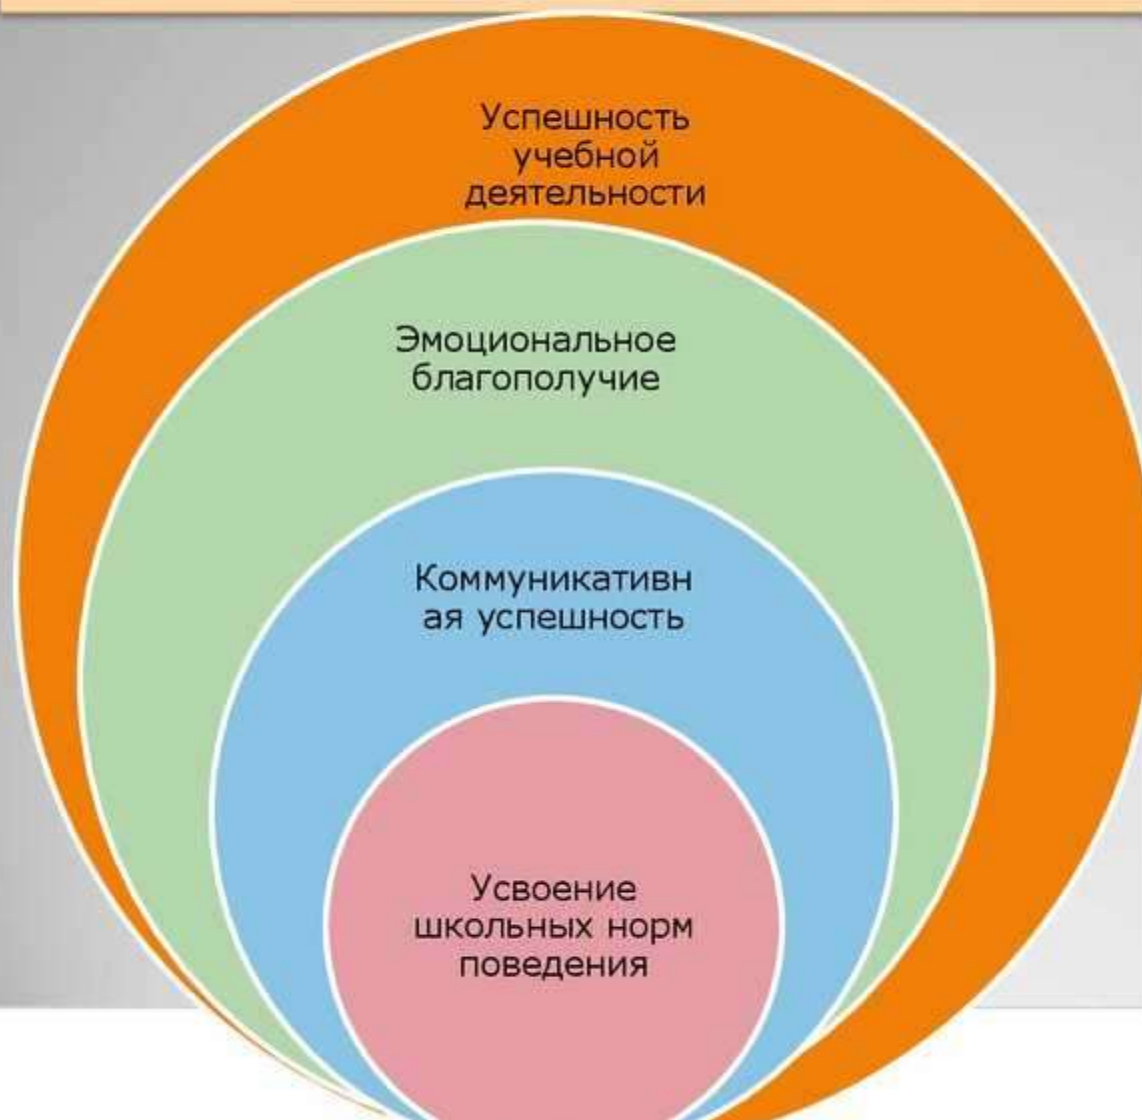 Успешность
учебной
деятельности
Эмоциональное
благополучие
Коммуникативн
ая успешность
Усвоение
школьных норм
поведения